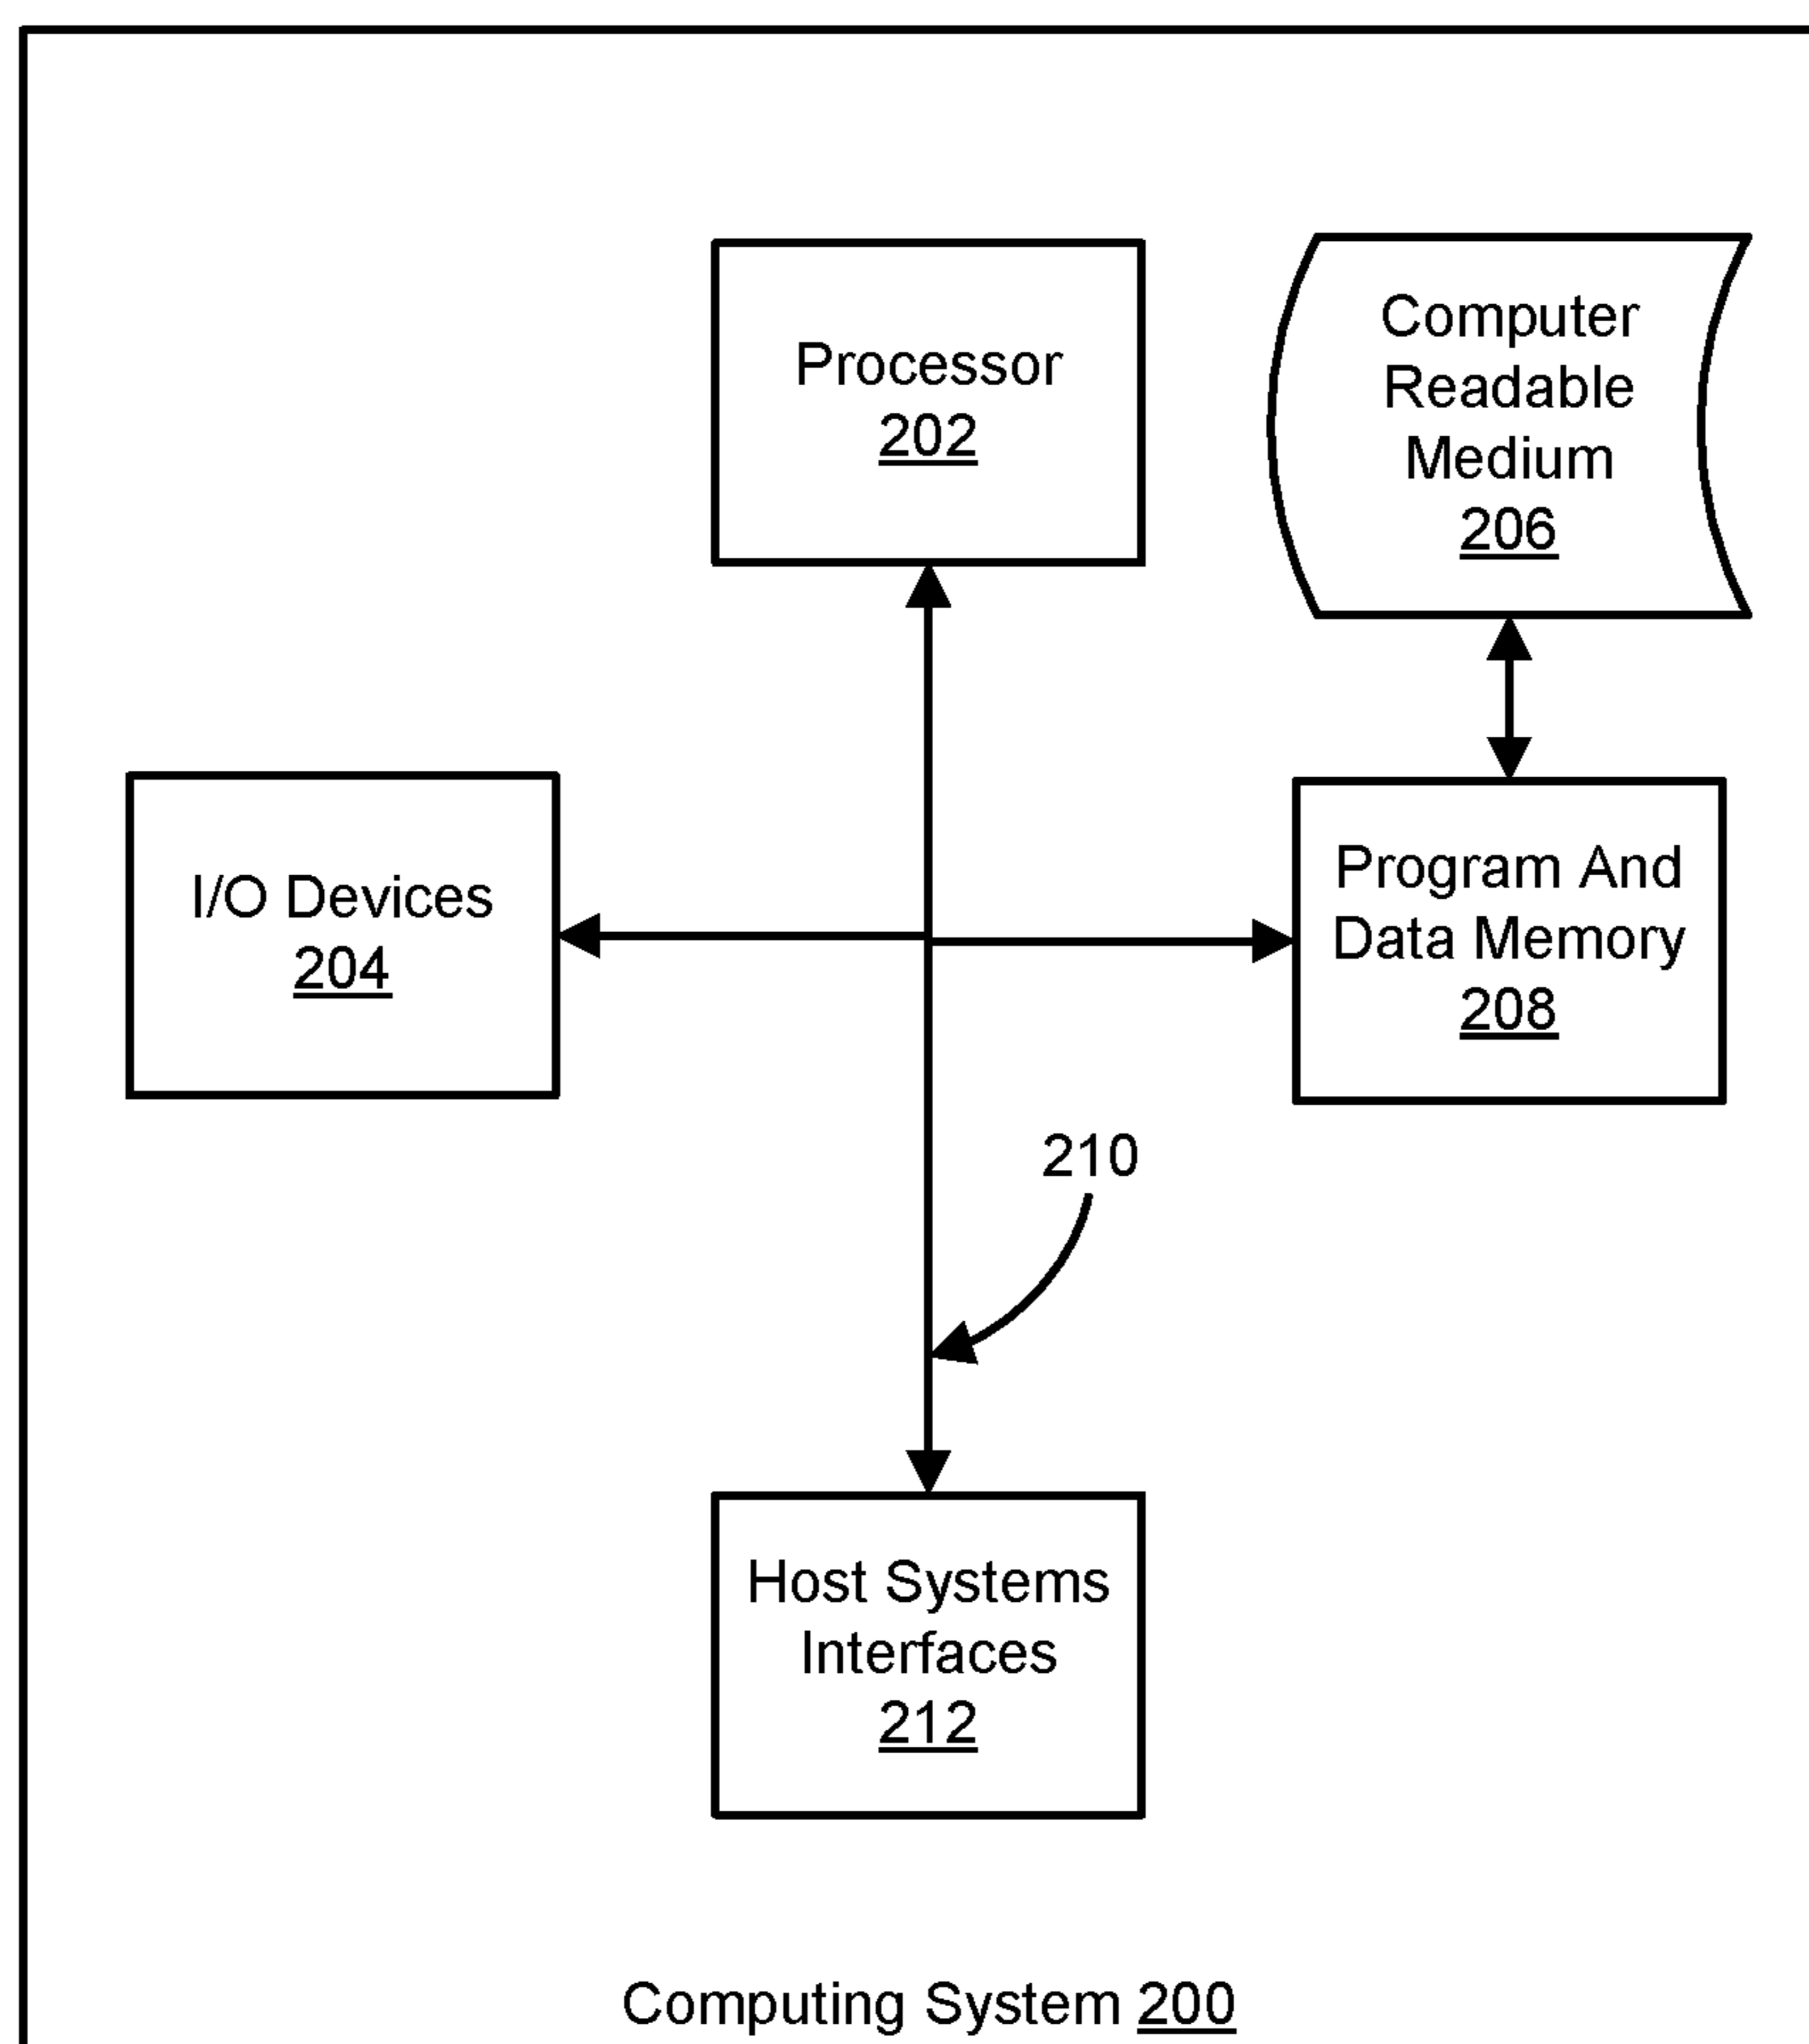 Processor
202
Computer
Readable
Medium
206
I/O Devices
204
Program And
Data Memory
208
210
Host Systems
Interfaces
212
Computing System 200